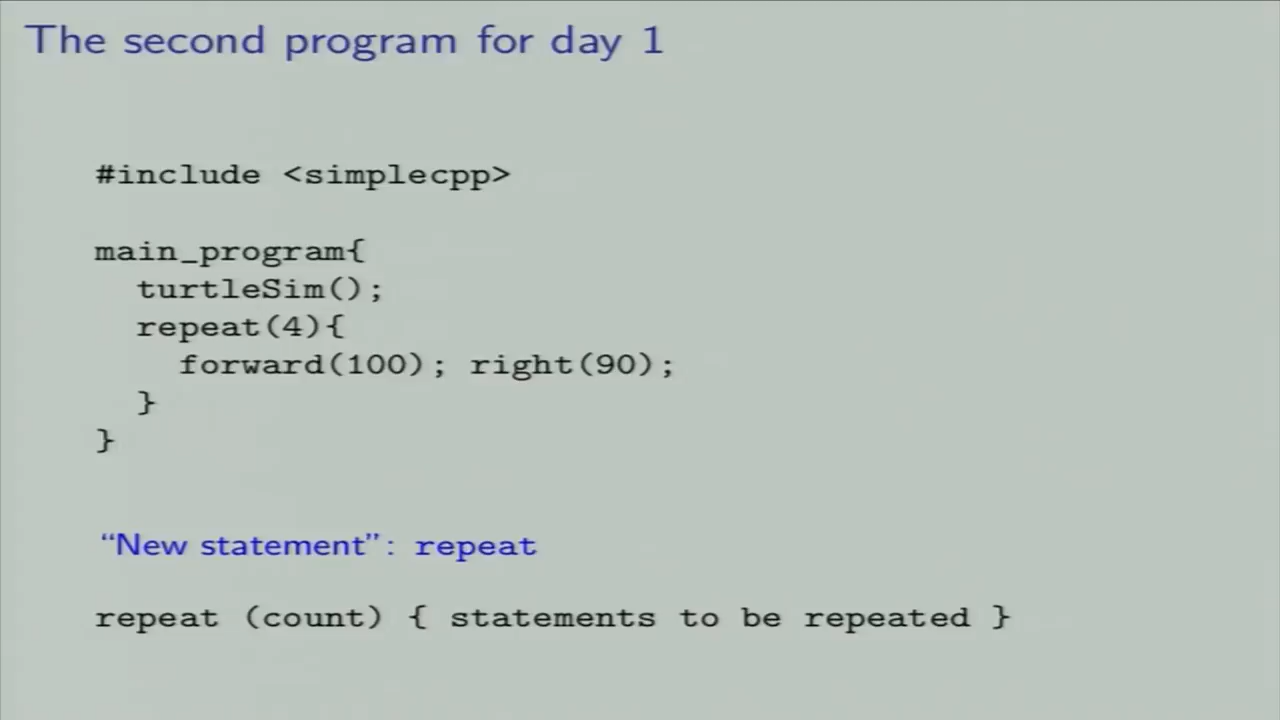 The second program for day 1
#include <simplecpp>
main_program{
turtleSim();
repeat(4){
forward(100); right(90);
}
}
“New statement”: repeat
repeat (count) { statements to be repeated }